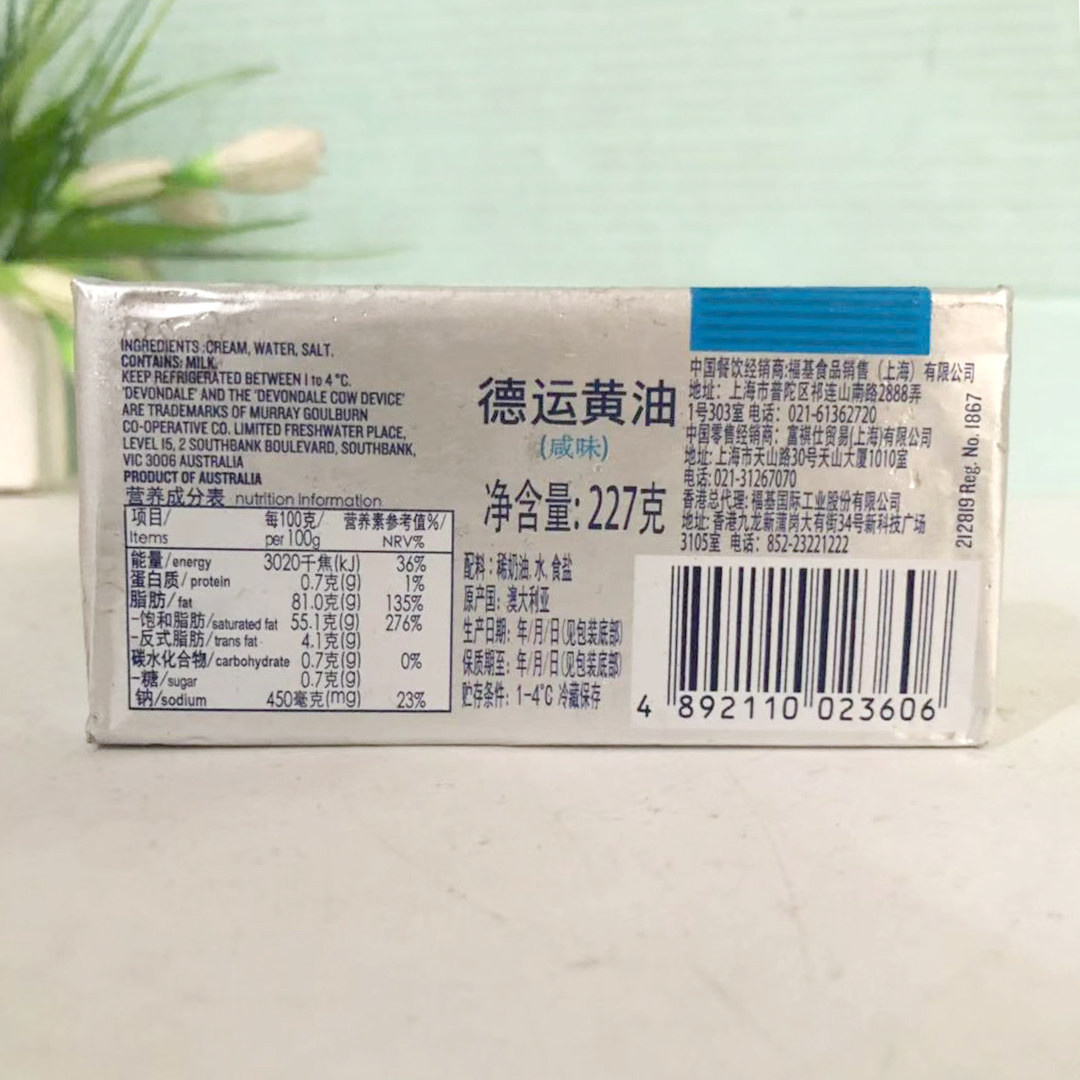 INGREDIENTS :CREAM, WATER, SALT.
CONTAINS: MILK.
KEEP REFRIGERATED BETWEEN 1 to 4 °C.
'DEVONDALE' AND THE 'DEVONDALE COW DEVICE'
ARE TRADEMARKS OF MURRAY GOULBURN
CO-OPERATIVE CO. LIMITED FRESHWATER PLACE,
LEVEL 15, 2 SOUTHBANK BOULEVARD, SOUTHBANK,
VIC 3006 AUSTRALIA
PRODUCT OF AUSTRALIA
营养成分表 nutrition Information
项目/ 每100克/ 营养素参考值%/
Items per 100g NRV%
能量/energy 3020千焦(kJ) 36%
蛋白质/protein 0.7克(g) 1%
脂肪/fat 81.0克(g) 135%
-饱和脂肪/saturated fat 55.1克(g) 276%
-反式脂肪/trans fat 4.1克(g)
碳水化合物/carbohydrate 0.7克(g) 0%
-糖/sugar 0.7克(g)
钠/sodium 450毫克(mg) 23%
德运黄油
(咸味)
净含量: 227克
配料：稀奶油, 水, 食盐
原产国：澳大利亚
生产日期：年/月/日(见包装底部)
保质期至：年/月/日(见包装底部)
贮存条件：1-4°C 冷藏保存
中国餐饮经销商:福基食品销售（上海）有限公司
地址：上海市普陀区祁连山南路2888弄
1号303室 电话：021-61362720
中国零售经销商：富祺仕贸易(上海)有限公司
地址: 上海市天山路30号天山大厦1010室
电话: 021-31267070
香港总代理: 福基国际工业股份有限公司
地址: 香港九龙新蒲岗大有街34号新科技广场
3105室 电话：852-23221222
212819 Reg. No. 1867
4 892110 023606